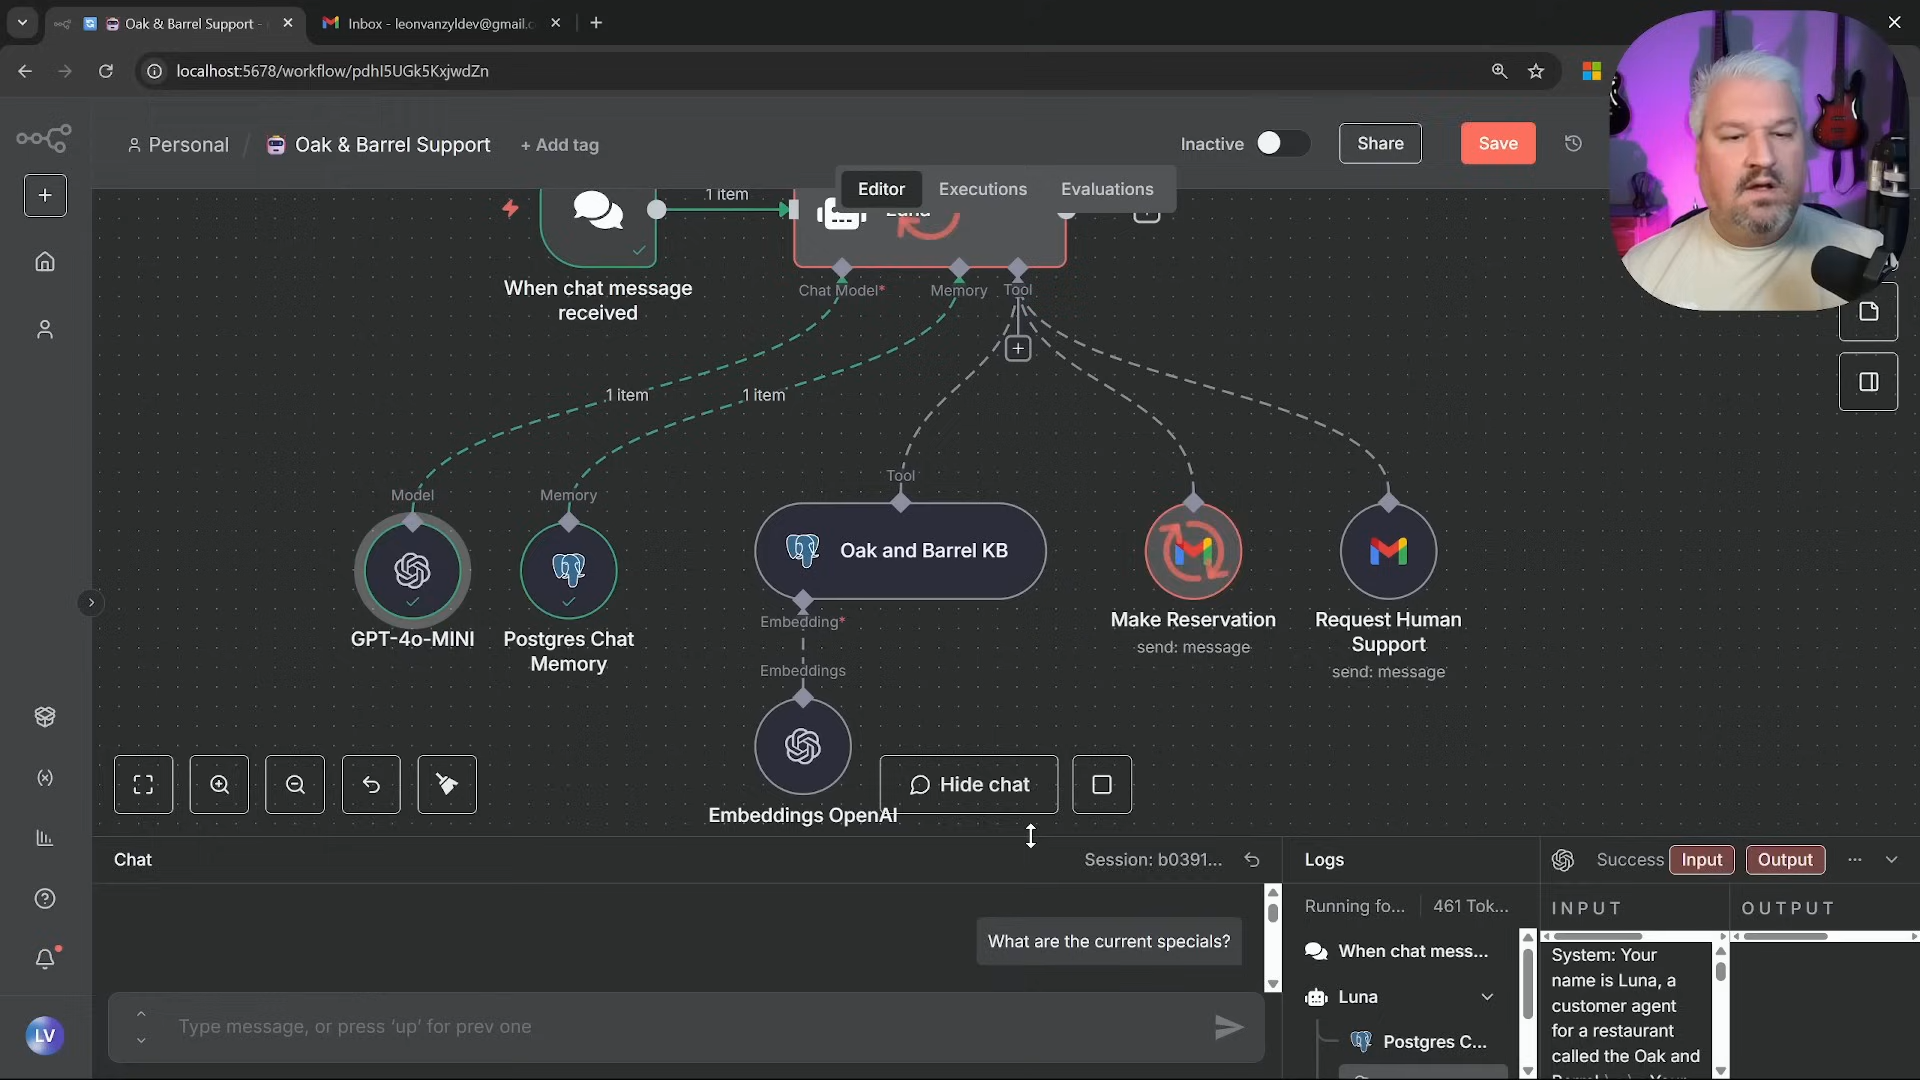 Oak & Barrel Support -
Inbox - leonvanzyldev@gmail.c
localhost:5678/workflow/pdhI5UGk5KxjwdZn
Personal / Oak & Barrel Support + Add tag
Inactive
Share
Save
Editor Executions Evaluations
1 item
Luna
When chat message
received
Chat Model*
Memory
Tool
1 item
1 item
Tool
Model
Memory
Oak and Barrel KB
GPT-4o-MINI
Postgres Chat
Memory
Embedding*
Embeddings
Make Reservation
send: message
Request Human
Support
send: message
Hide chat
Embeddings OpenAI
Chat
Session: b0391...
What are the current specials?
Type message, or press ‘up’ for prev one
LV
Logs
Running fo...
461 Tok...
When chat mess...
Luna
Postgres C...
Success
Input
Output
INPUT
OUTPUT
System: Your
name is Luna, a
customer agent
for a restaurant
called the Oak and